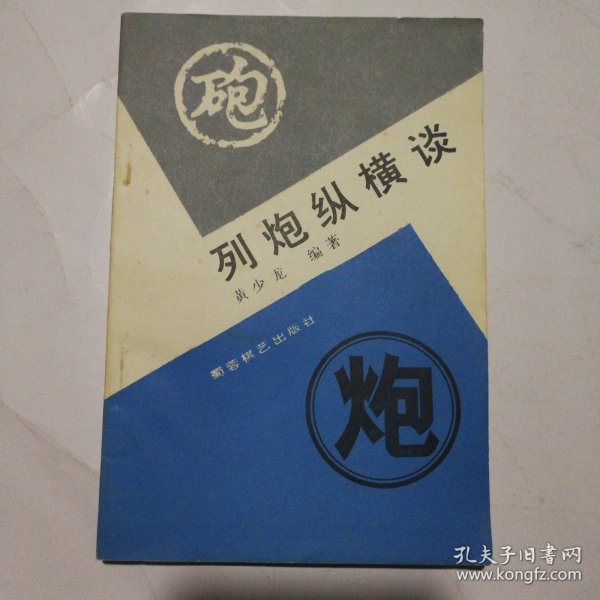 砲
列炮纵横谈
黄少龙 编著
蜀蓉棋艺出版社
炮
孔夫子旧书网
www.kongfz.com